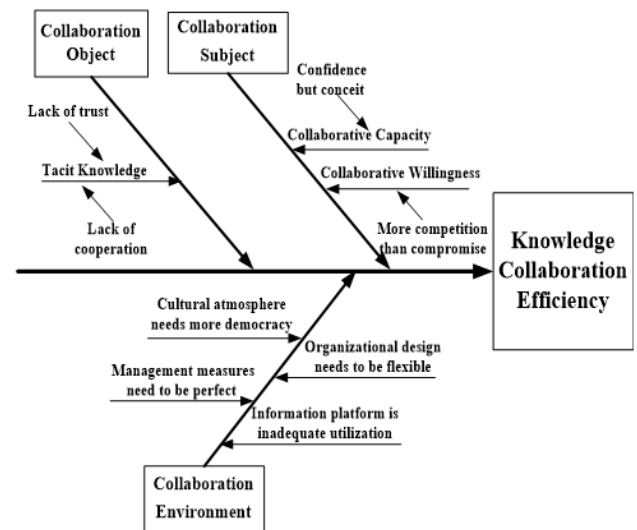 Collaboration
Object
Collaboration
Subject
Confidence
but conceit
Lack of trust
Collaborative Capacity
Tacit Knowledge
Collaborative Willingness
Lack of
cooperation
More competition
than compromise
Knowledge
Collaboration
Efficiency
Cultural atmosphere
needs more democracy
Organizational design
needs to be flexible
Management measures
need to be perfect
Information platform is
inadequate utilization
Collaboration
Environment